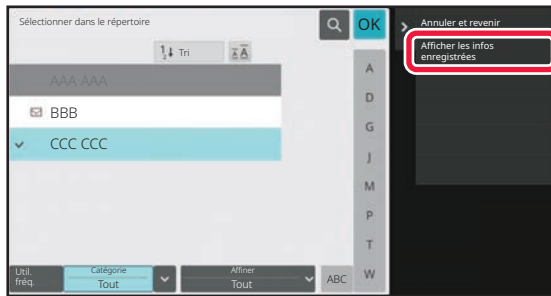 Sélectionner dans le répertoire
OK
Annuler et revenir
Afficher les infos
enregistrées
Tri
AAA AAA
BBB
CCC CCC
A
D
G
J
M
P
T
W
Util.
fréq.
Catégorie
Tout
Affiner
Tout
ABC